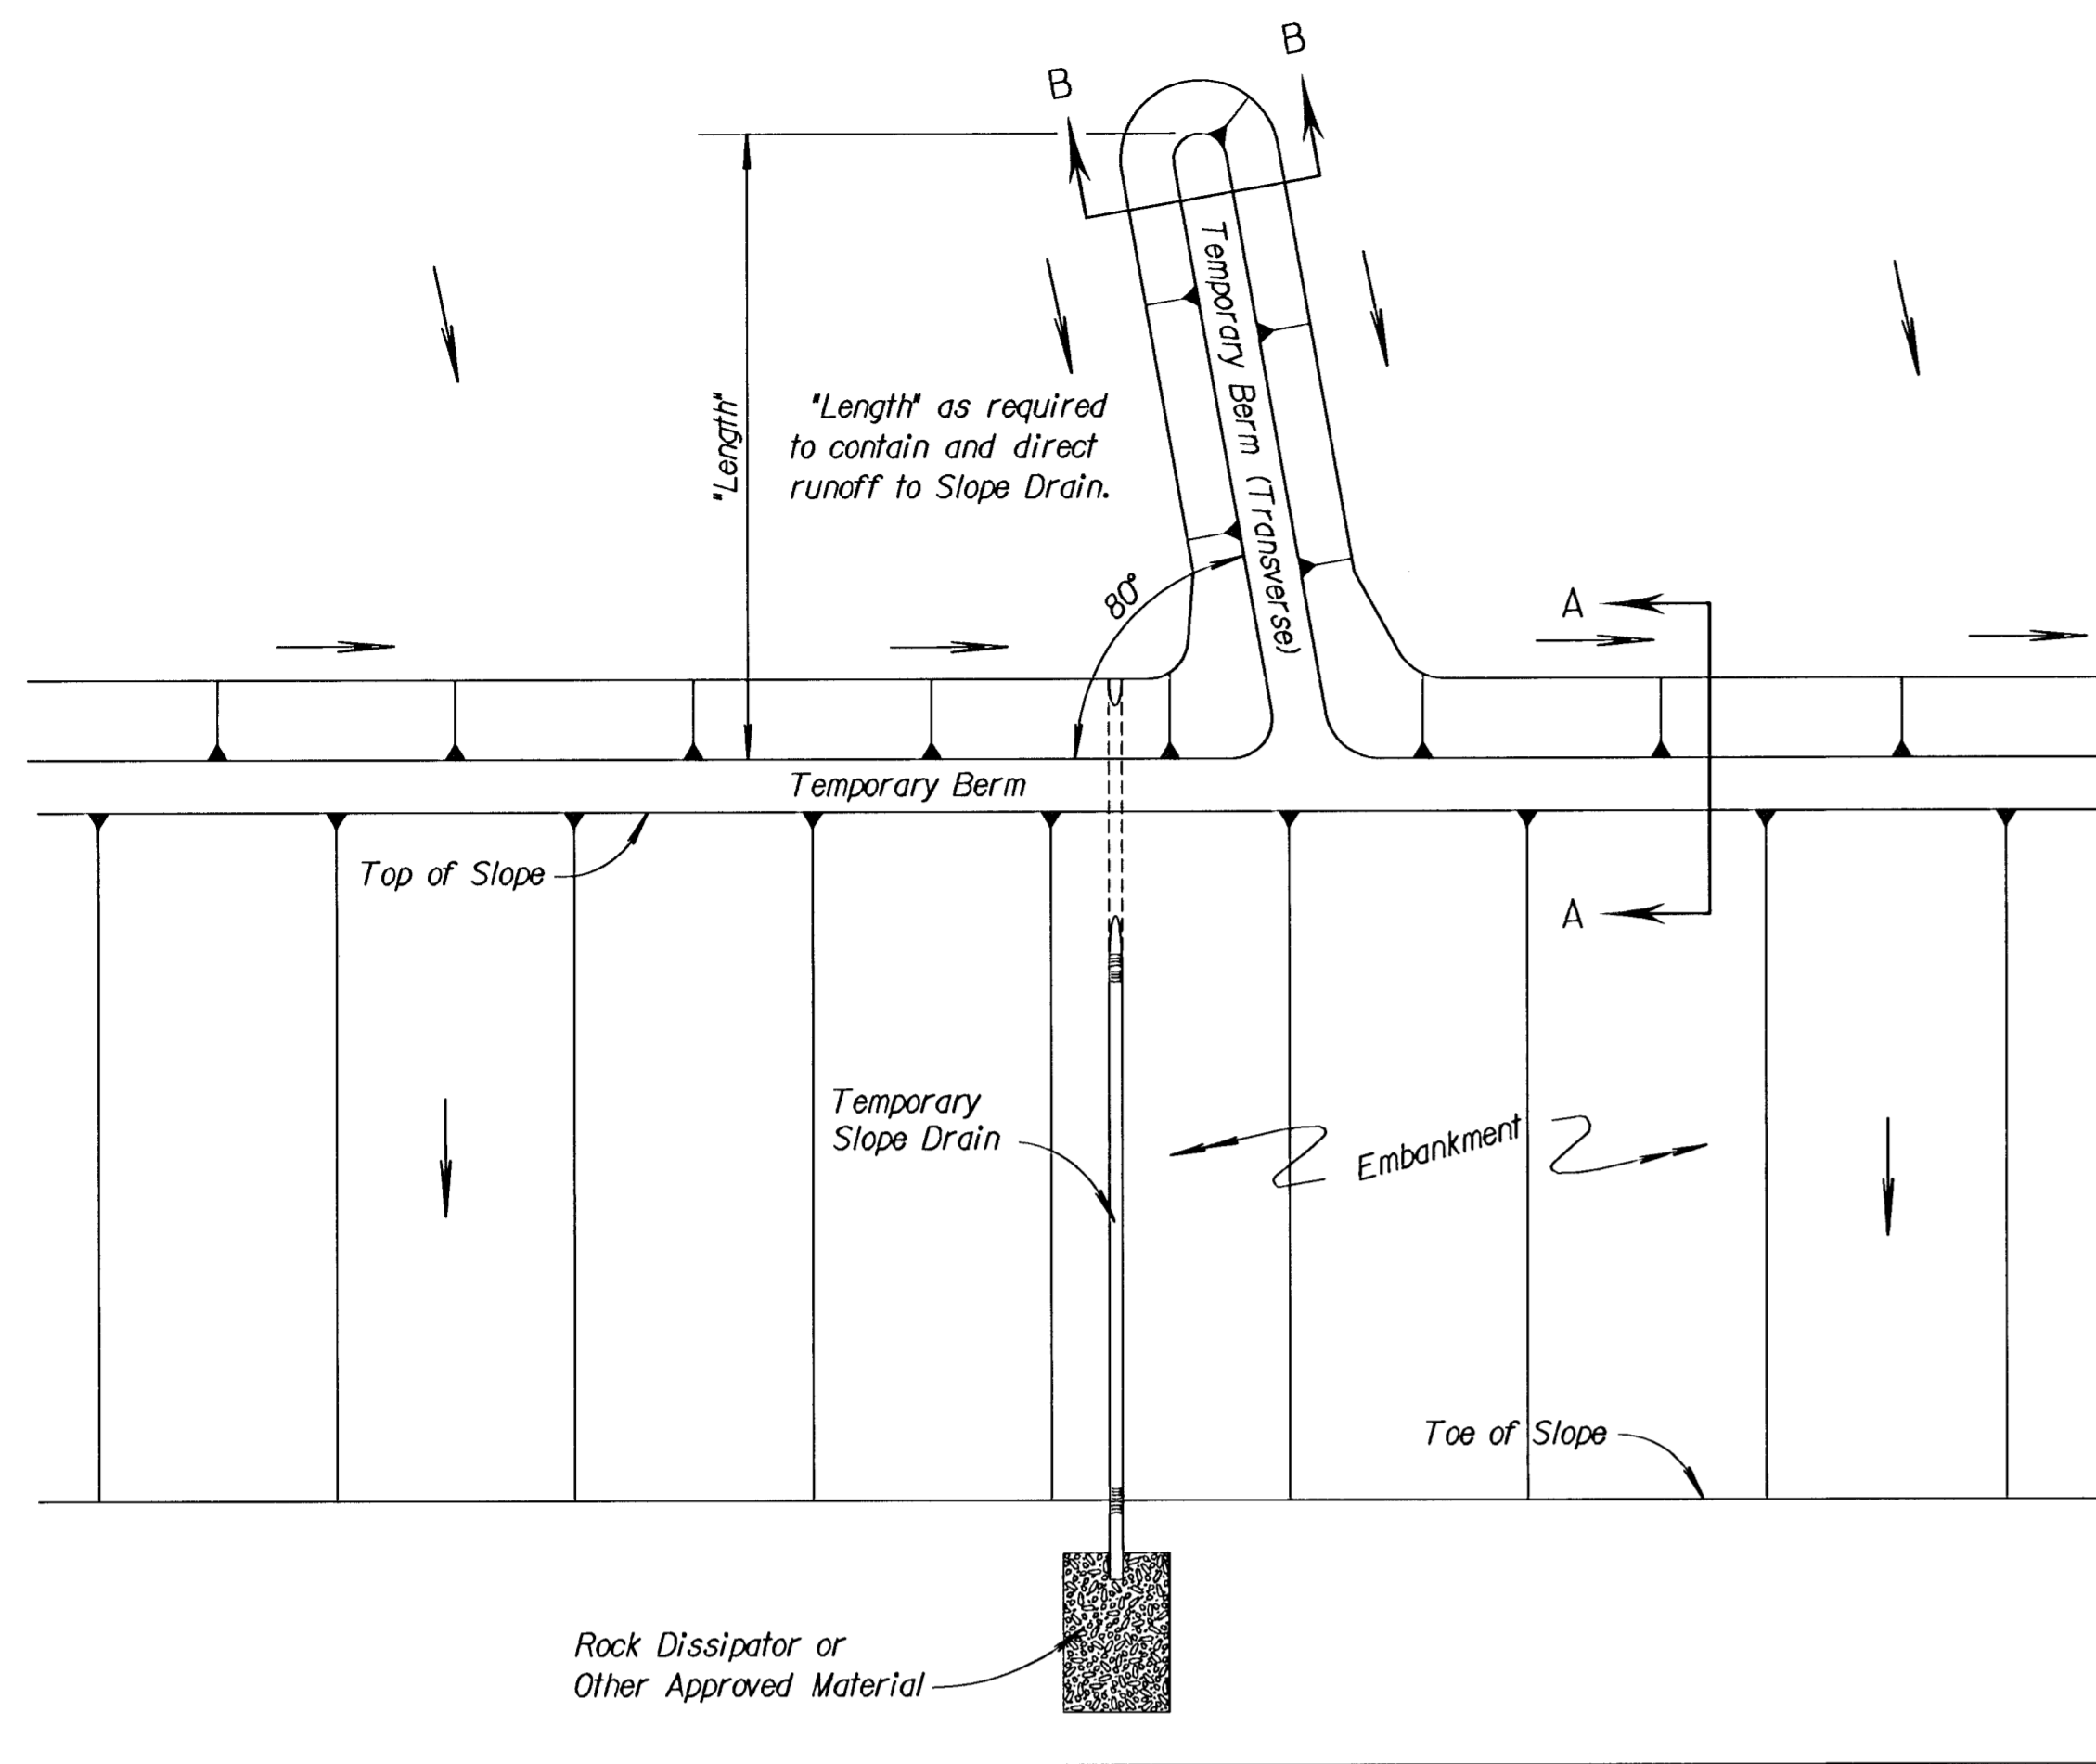 B
B
"Length"
"Length" as required
to contain and direct
runoff to Slope Drain.
Temporary Berm (Transverse)
80°
A
Temporary Berm
Top of Slope
A
Temporary
Slope Drain
Embankment
Toe of Slope
Rock Dissipator or
Other Approved Material